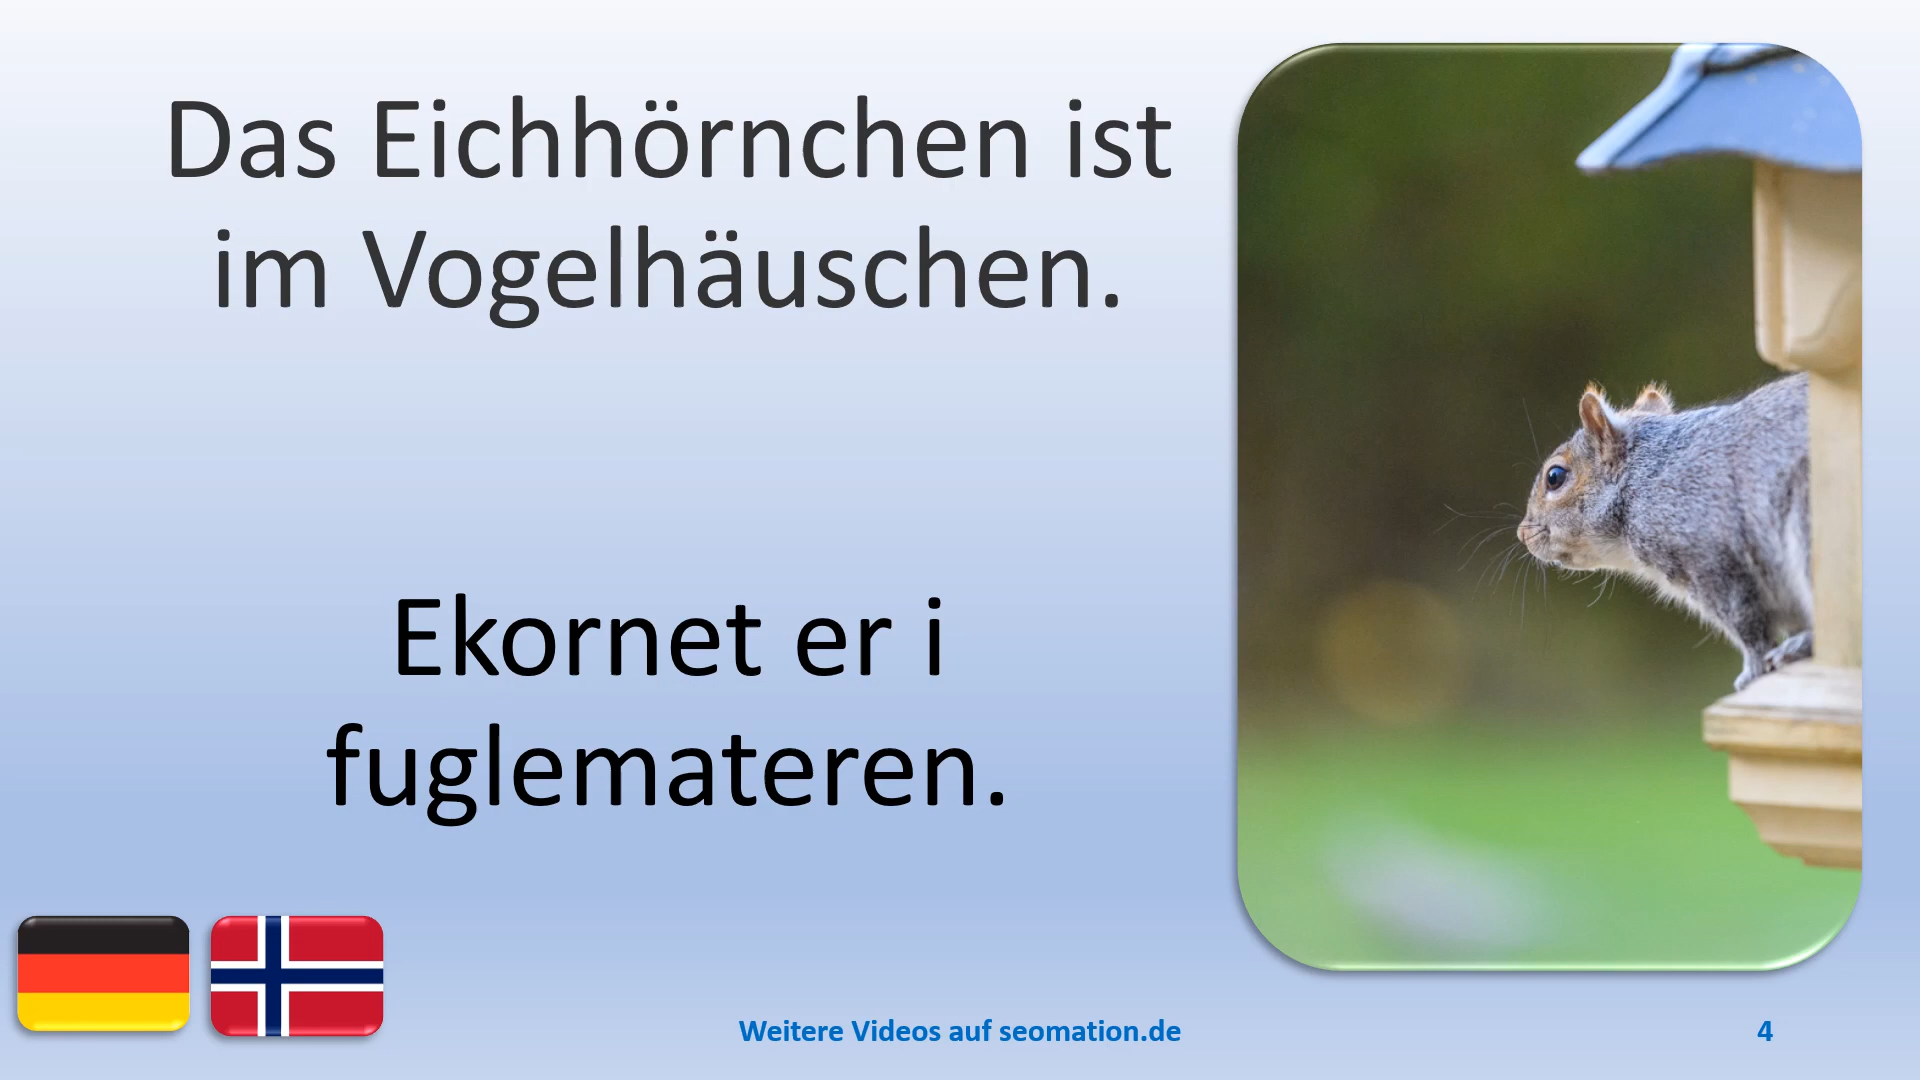 Das Eichhörnchen ist
im Vogelhäuschen.
Ekornet er i
fuglemateren.
Weitere Videos auf seomation.de
4